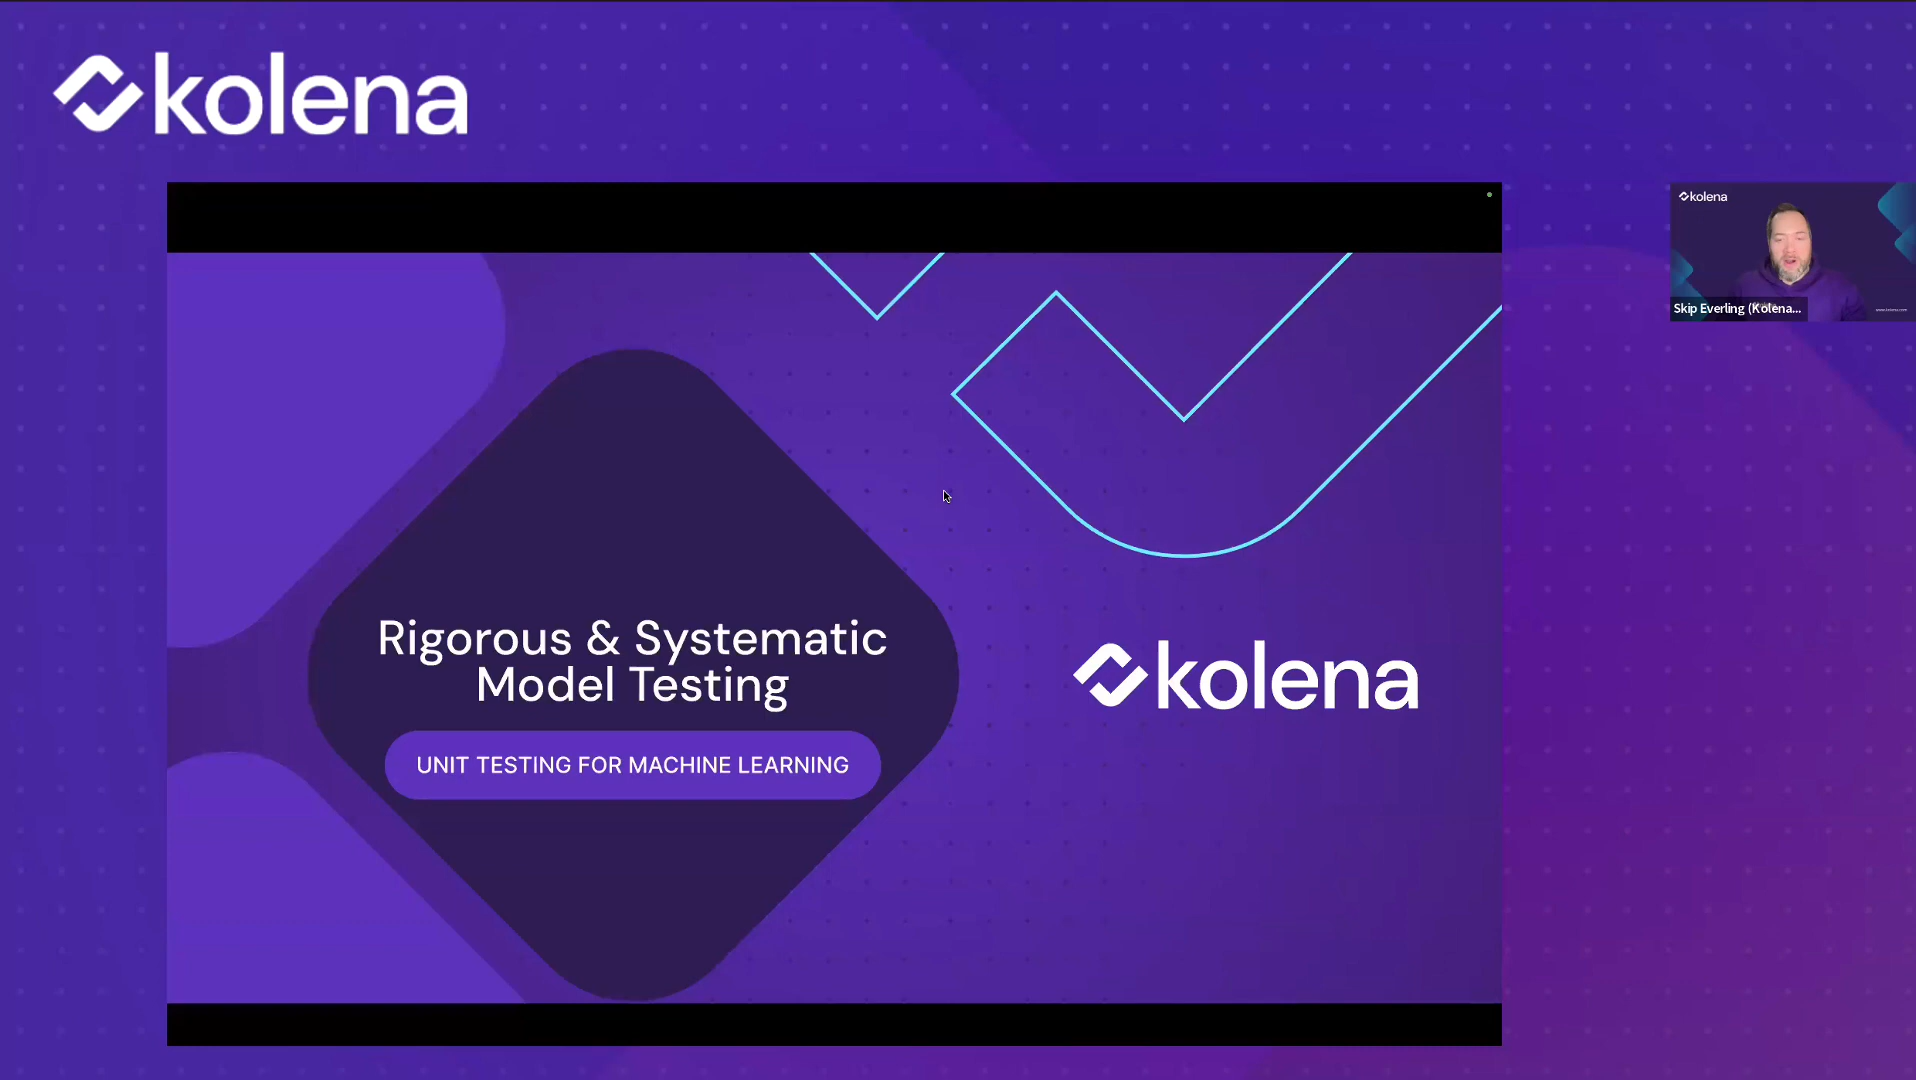 kolena
kolena
Skip Everling (Kolena...
Rigorous & Systematic
Model Testing
UNIT TESTING FOR MACHINE LEARNING
kolena